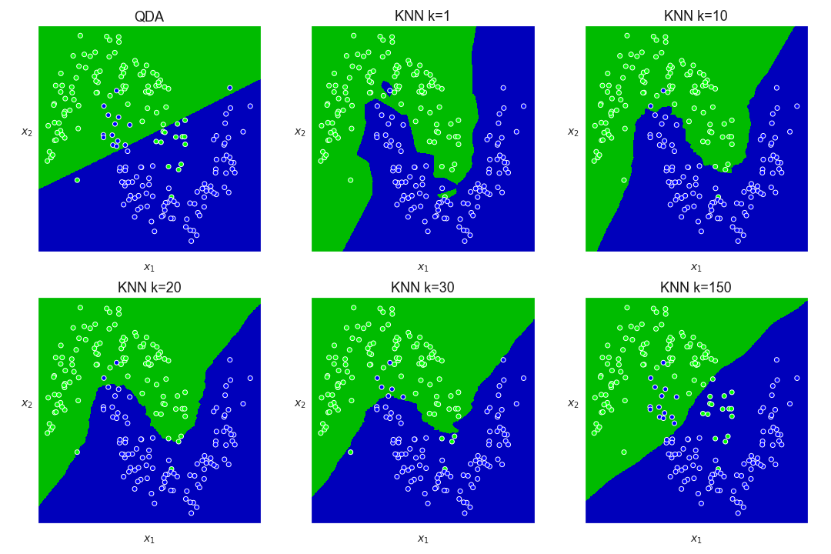 QDA
KNN k=1
KNN k=10
x₂
x₂
x₂
x₁
x₁
x₁
KNN k=20
KNN k=30
KNN k=150
x₂
x₂
x₂
x₁
x₁
x₁